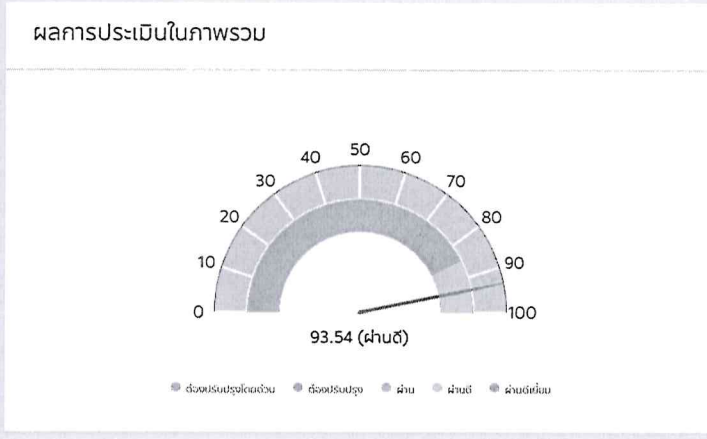 ผลการประเมินในภาพรวม
50
40 60
30 70
20 80
10 90
0 100
93.54 (ผ่านดี)
ต้องปรับปรุงโดยด่วน ต้องปรับปรุง ผ่าน ผ่านดี ผ่านดีเยี่ยม